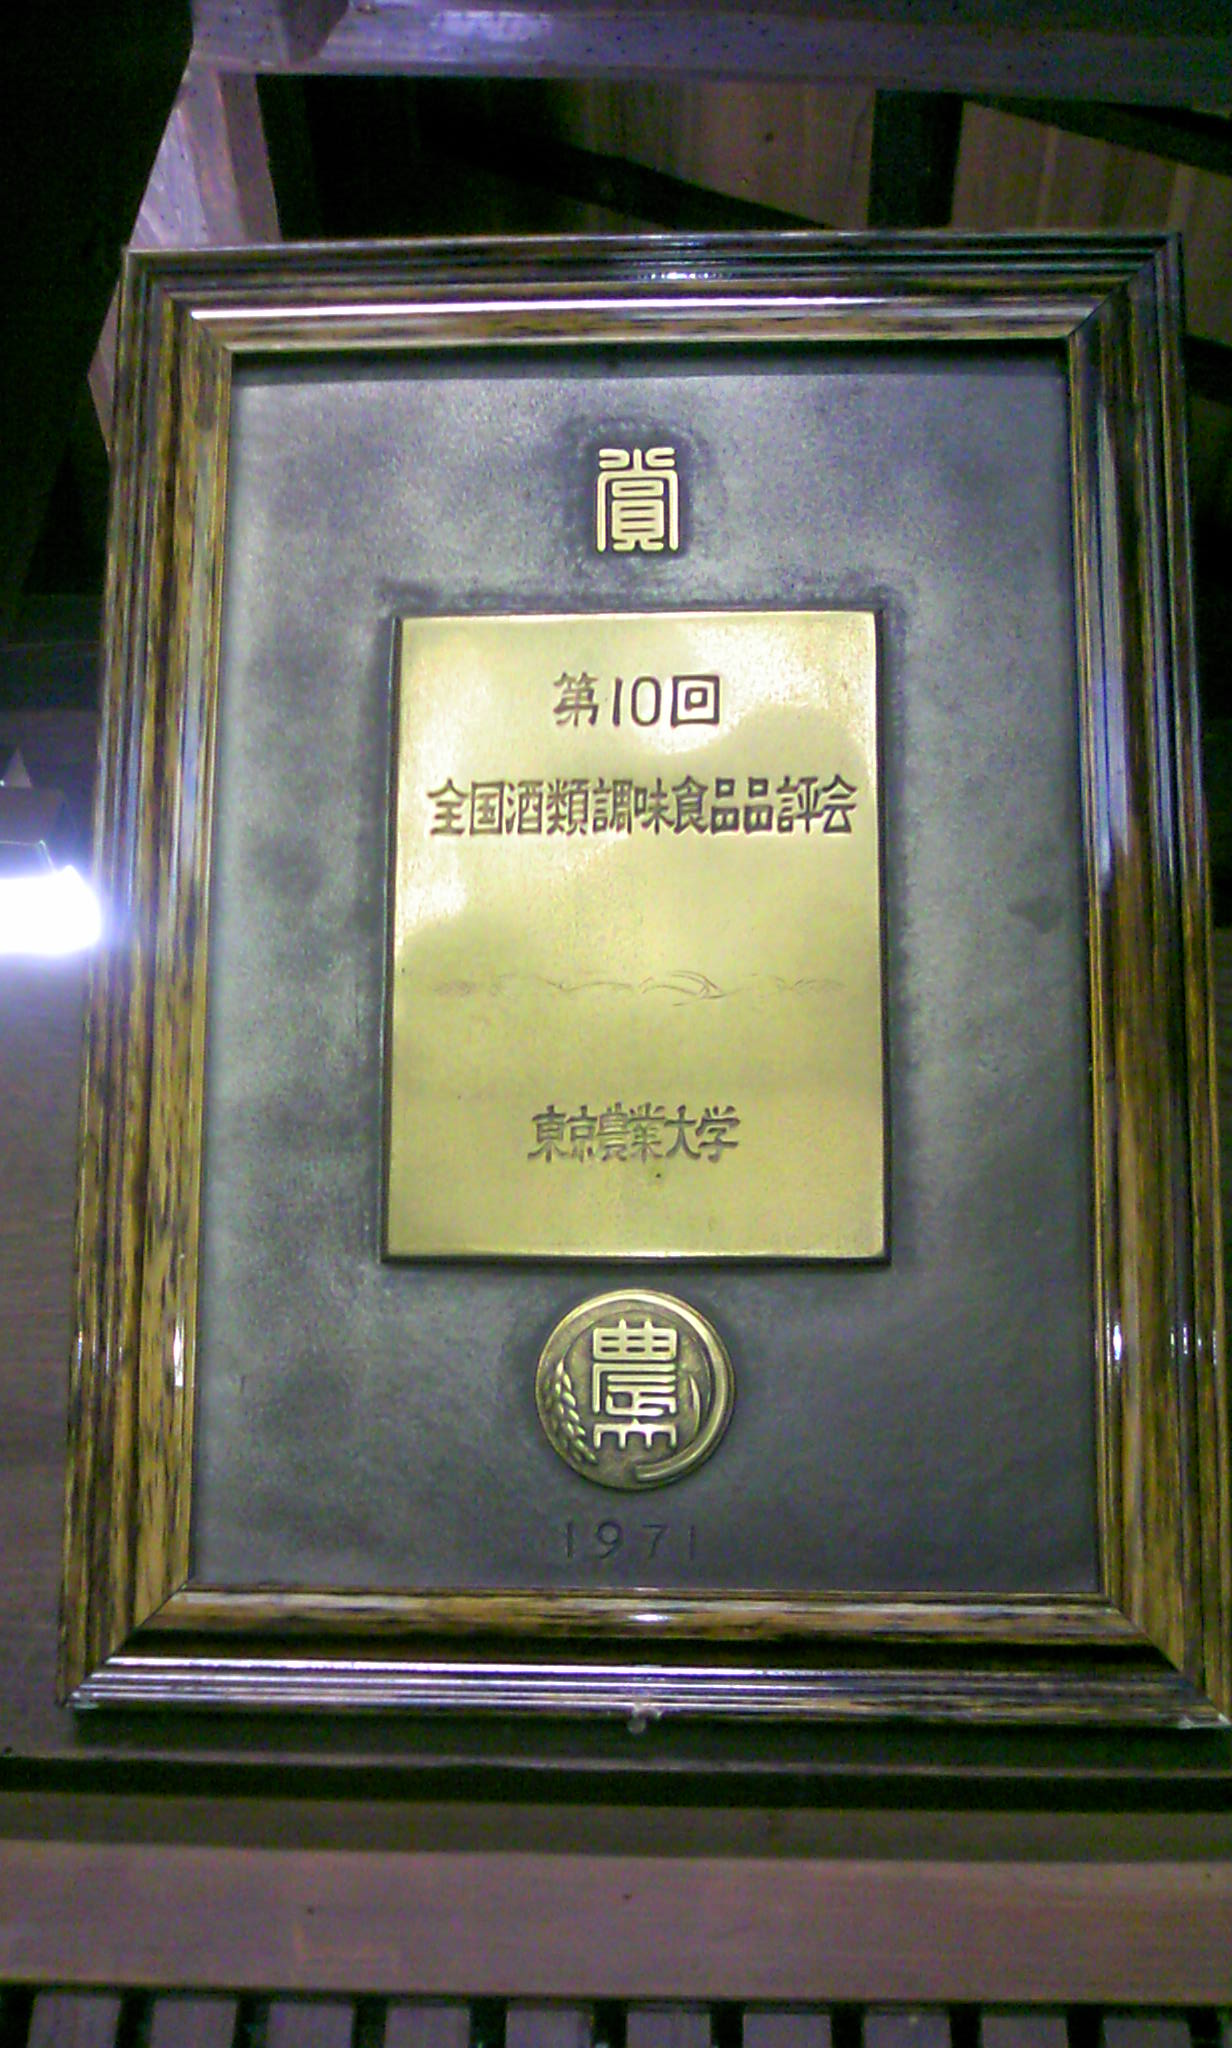 賞
第10回
全国酒類調味食品品評会
東京農業大学
農
1971